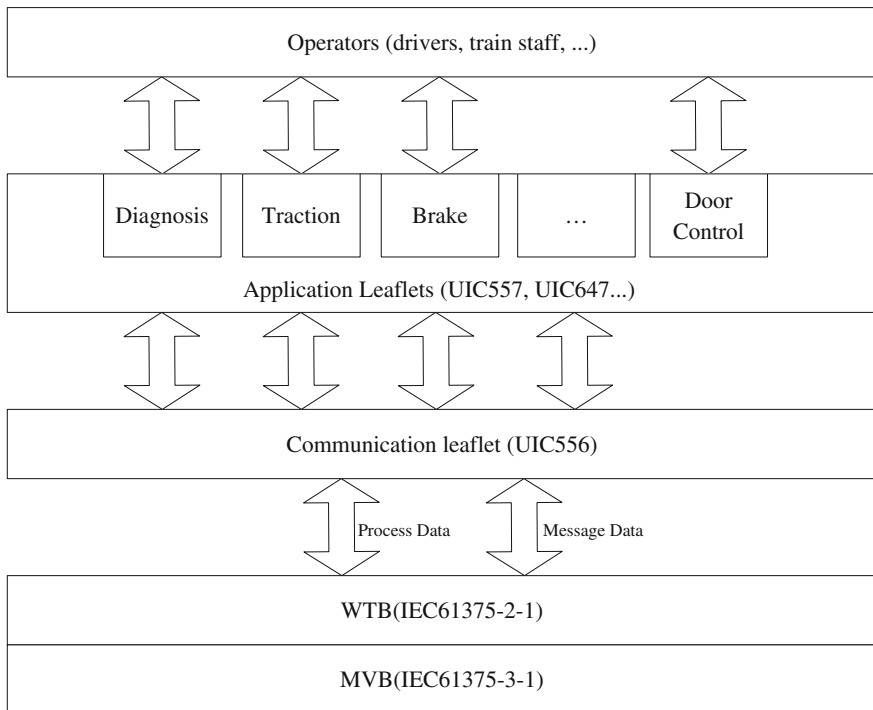 Operators (drivers, train staff, ...)
Diagnosis
Traction
Brake
…
Door
Control
Application Leaflets (UIC557, UIC647...)
Communication leaflet (UIC556)
Process Data
Message Data
WTB(IEC61375-2-1)
MVB(IEC61375-3-1)